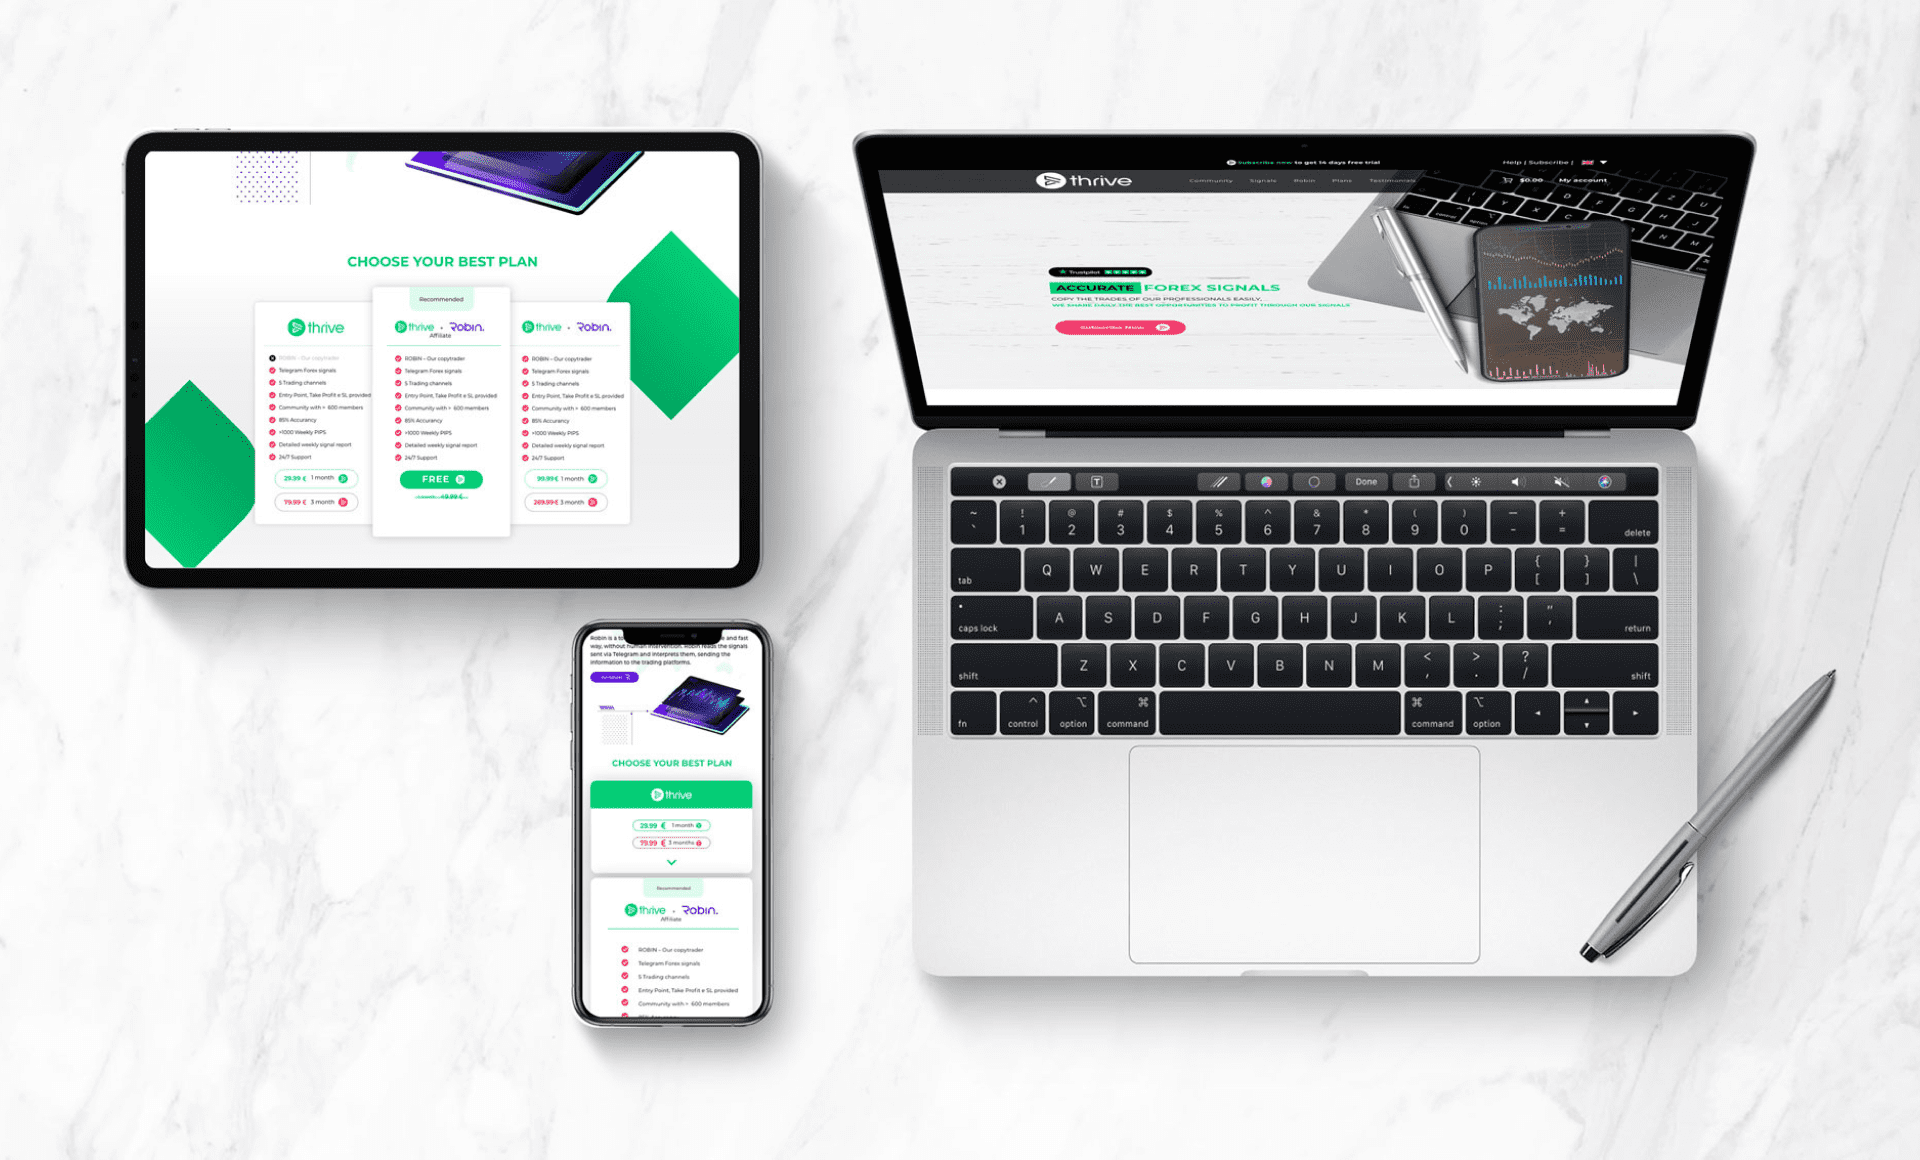 CHOOSE YOUR BEST PLAN
thrive
ROBIN – Our copytrader
Telegram Forex signals
5 Trading channels
Entry Point, Take Profit e SL provided
Community with + 600 members
85% Accurancy
+1000 Weekly PIPS
Detailed weekly signal report
24/7 Support
29.99 € 1 month
79.99 € 3 month
Recommended
thrive • Robin.
Affiliate
ROBIN – Our copytrader
Telegram Forex signals
5 Trading channels
Entry Point, Take Profit e SL provided
Community with + 600 members
85% Accurancy
+1000 Weekly PIPS
Detailed weekly signal report
24/7 Support
FREE
49.99 €
thrive • Robin.
ROBIN – Our copytrader
Telegram Forex signals
5 Trading channels
Entry Point, Take Profit e SL provided
Community with + 600 members
85% Accurancy
+1000 Weekly PIPS
Detailed weekly signal report
24/7 Support
99.99 € 1 month
269.99 € 3 month
Subscribe now to get 14 days free trial
Help | Subscribe |
thrive
Community Signals Robin Plans Testimonials
$0.00 My account
Trustpilot
ACCURATE FOREX SIGNALS
COPY THE TRADES OF OUR PROFESSIONALS EASILY,
WE SHARE DAILY THE BEST OPPORTUNITIES TO PROFIT THROUGH OUR SIGNALS
Subscribe Now
T Done
~ ! @ # $ % ^ & * ( ) — +
` 1 2 3 4 5 6 7 8 9 0 - = delete
tab Q W E R T Y U I O P { [ } ] | \
caps lock A S D F G H J K L : ; " ' return
shift Z X C V B N M < , > . ? / shift
fn control option command command option
Robin is a to e and fast
way, without human intervention. Robin reads the signals
sent via Telegram and interprets them, sending the
information to the trading platforms.
CHOOSE YOUR BEST PLAN
thrive
29.99 € 1 month
79.99 € 3 months
Recommended
thrive • Robin.
Affiliate
ROBIN – Our copytrader
Telegram Forex signals
5 Trading channels
Entry Point, Take Profit e SL provided
Community with + 600 members